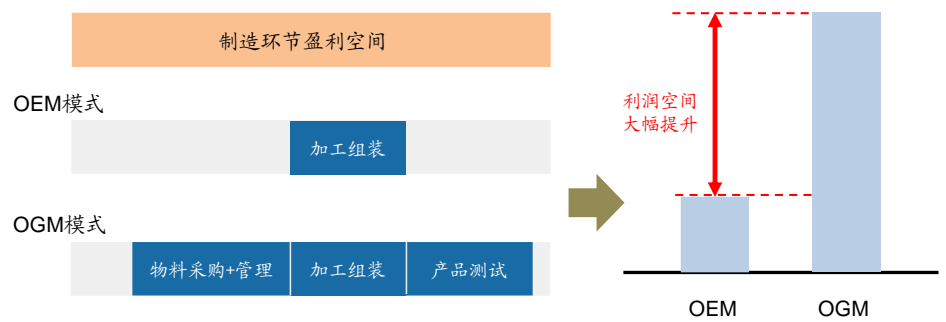 制造环节盈利空间
OEM模式
加工组装
OGM模式
物料采购+管理
加工组装
产品测试
利润空间
大幅提升
OEM
OGM